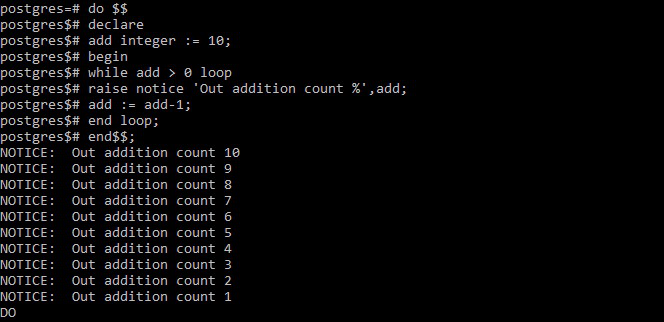 postgres=# do $$
postgres$# declare
postgres$# add integer := 10;
postgres$# begin
postgres$# while add > 0 loop
postgres$# raise notice 'Out addition count %',add;
postgres$# add := add-1;
postgres$# end loop;
postgres$# end$$;
NOTICE:  Out addition count 10
NOTICE:  Out addition count 9
NOTICE:  Out addition count 8
NOTICE:  Out addition count 7
NOTICE:  Out addition count 6
NOTICE:  Out addition count 5
NOTICE:  Out addition count 4
NOTICE:  Out addition count 3
NOTICE:  Out addition count 2
NOTICE:  Out addition count 1
DO